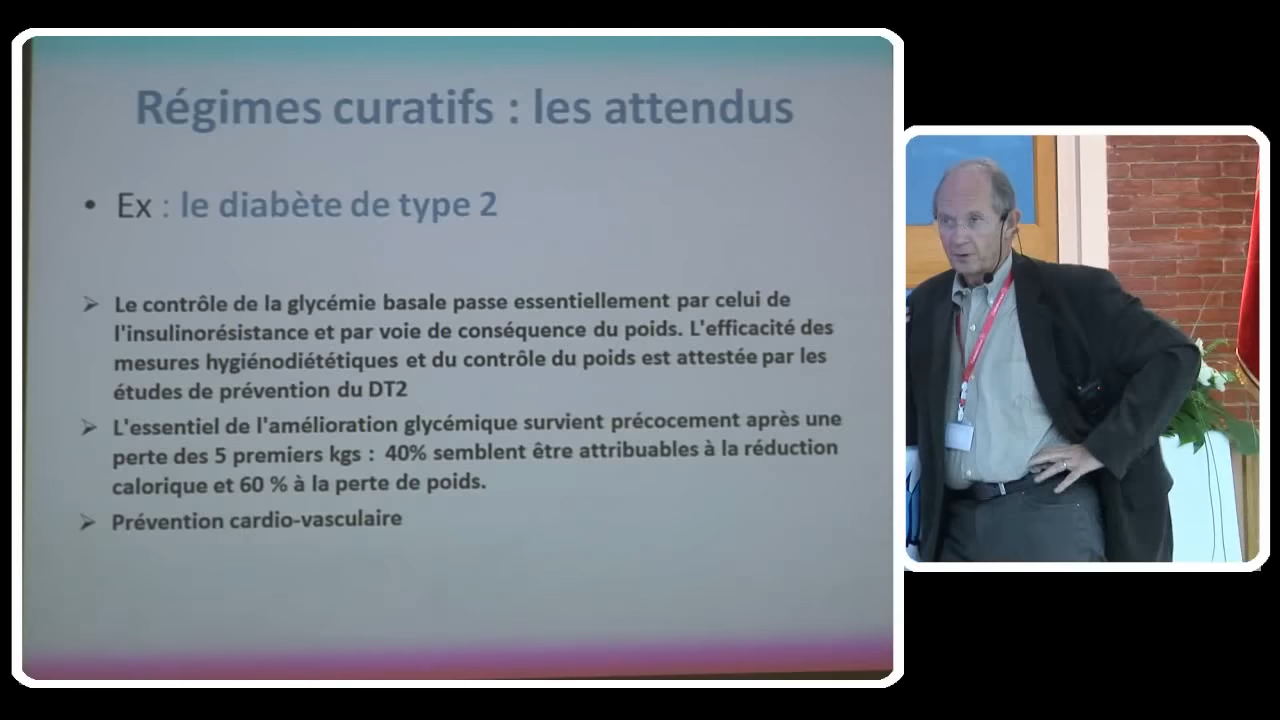 Régimes curatifs : les attendus
• Ex : le diabète de type 2
➢ Le contrôle de la glycémie basale passe essentiellement par celui de
l'insulinorésistance et par voie de conséquence du poids. L'efficacité des
mesures hygiénodiététiques et du contrôle du poids est attestée par les
études de prévention du DT2
➢ L'essentiel de l'amélioration glycémique survient précocement après une
perte des 5 premiers kgs : 40% semblent être attribuables à la réduction
calorique et 60 % à la perte de poids.
➢ Prévention cardio-vasculaire